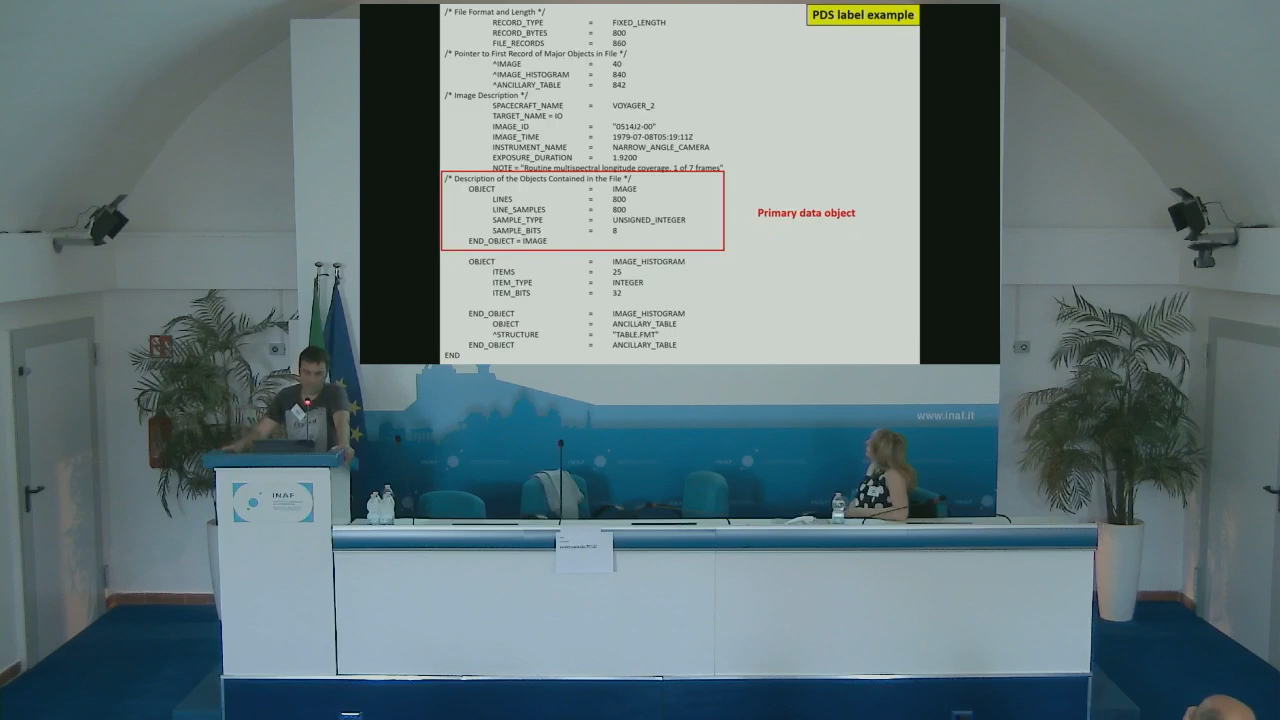 /* File Format and Length */
RECORD_TYPE = FIXED_LENGTH
RECORD_BYTES = 800
FILE_RECORDS = 860
/* Pointer to First Record of Major Objects in File */
^IMAGE = 40
^IMAGE_HISTOGRAM = 840
^ANCILLARY_TABLE = 842
/* Image Description */
SPACECRAFT_NAME = VOYAGER_2
TARGET_NAME = IO
IMAGE_ID = "0514J2-00"
IMAGE_TIME = 1979-07-08T05:19:11Z
INSTRUMENT_NAME = NARROW_ANGLE_CAMERA
EXPOSURE_DURATION = 1.9200
NOTE = "Routine multispectral longitude coverage, 1 of 7 frames"
/* Description of the Objects Contained in the File */
OBJECT = IMAGE
LINES = 800
LINE_SAMPLES = 800
SAMPLE_TYPE = UNSIGNED_INTEGER
SAMPLE_BITS = 8
END_OBJECT = IMAGE
OBJECT = IMAGE_HISTOGRAM
ITEMS = 25
ITEM_TYPE = INTEGER
ITEM_BITS = 32
END_OBJECT = IMAGE_HISTOGRAM
OBJECT = ANCILLARY_TABLE
^STRUCTURE = "TABLE.FMT"
END_OBJECT = ANCILLARY_TABLE
END
PDS label example
Primary data object
www.inaf.it
INAF
INAF
INAF
INAF